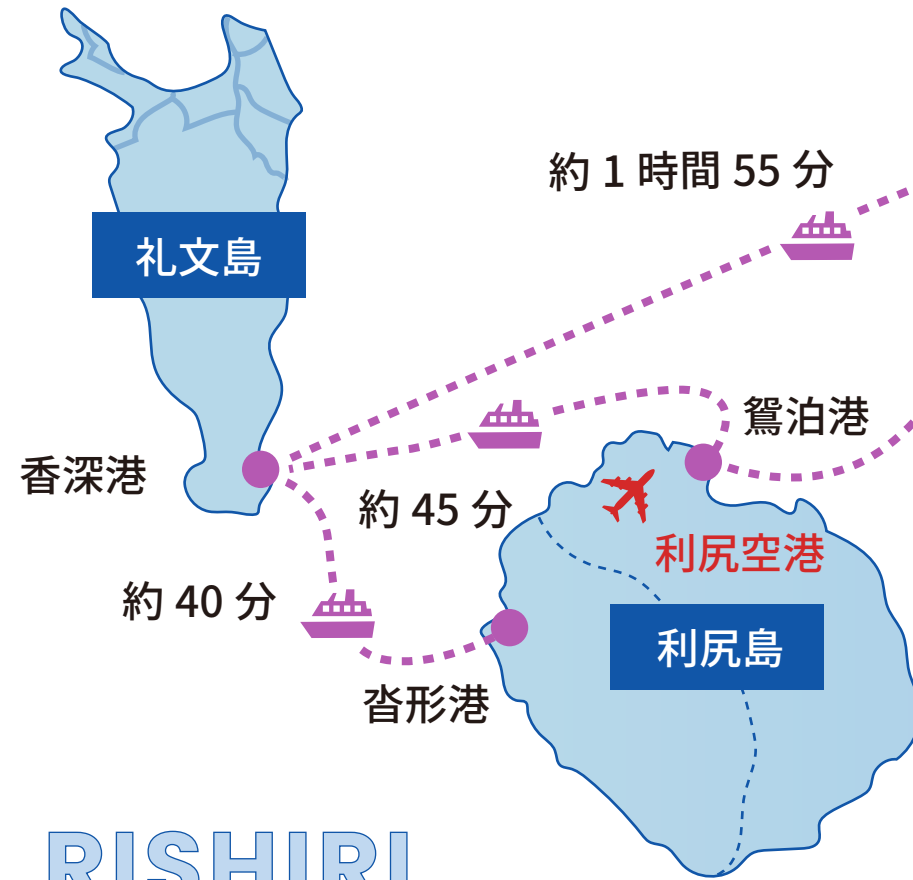 約 1 時間 55 分
礼文島
鴛泊港
香深港
約 45 分
利尻空港
約 40 分
利尻島
沓形港
RISHIRI